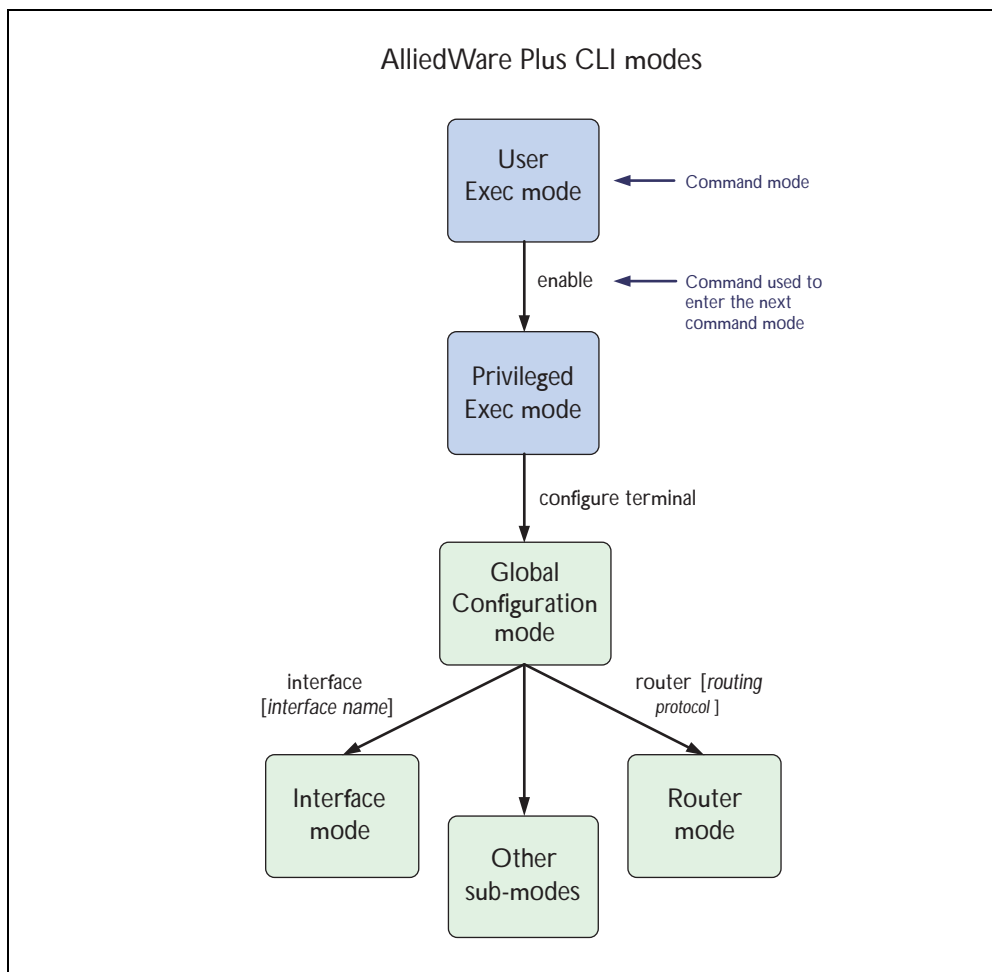 AlliedWare Plus CLI modes
User
Exec mode
Command mode
enable
Command used to
enter the next
command mode
Privileged
Exec mode
configure terminal
Global
Configuration
mode
interface
[interface name]
router [routing
protocol ]
Interface
mode
Other
sub-modes
Router
mode